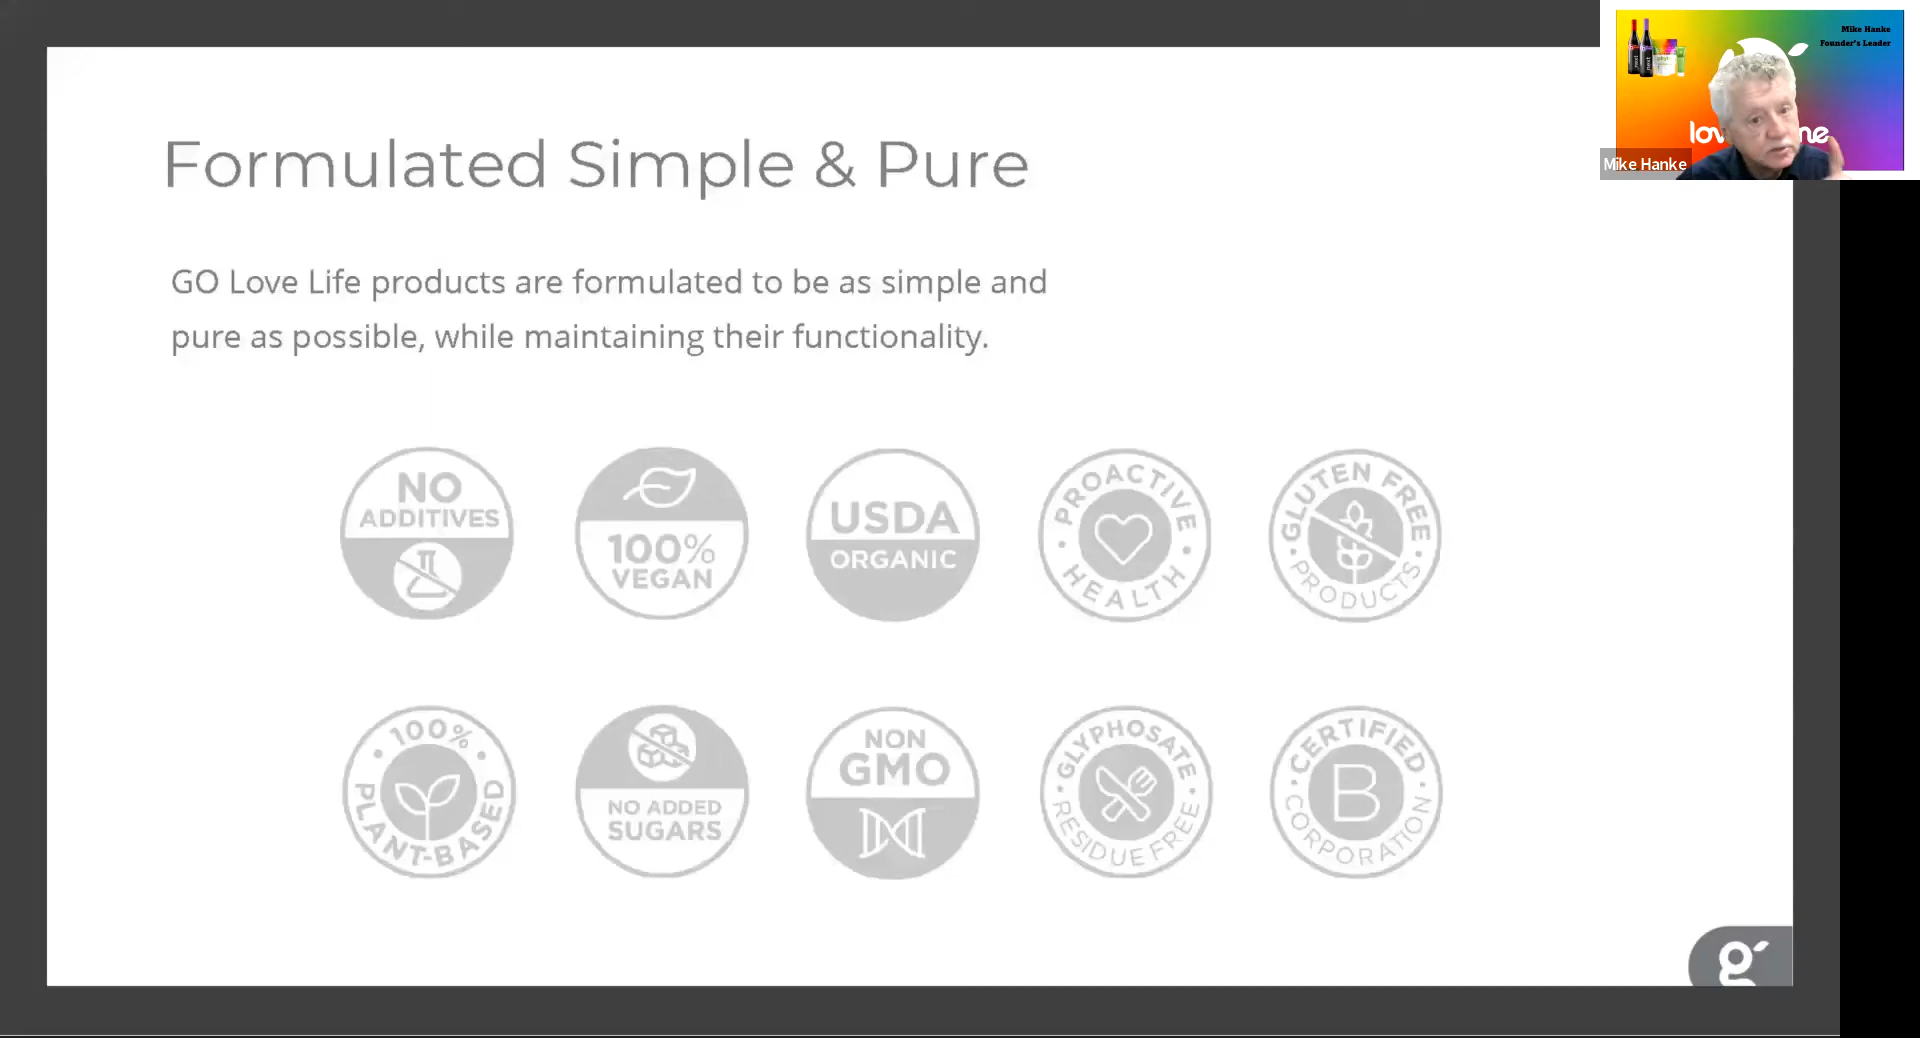 Mike Hanke
Founder's Leader
Mike Hanke
Formulated Simple & Pure
GO Love Life products are formulated to be as simple and
pure as possible, while maintaining their functionality.
NO
ADDITIVES
100%
VEGAN
USDA
ORGANIC
PROACTIVE
HEALTH
GLUTEN FREE
PRODUCTS
100%
PLANT-BASED
NO ADDED
SUGARS
NON
GMO
GLYPHOSATE
RESIDUE FREE
CERTIFIED
B
CORPORATION
g